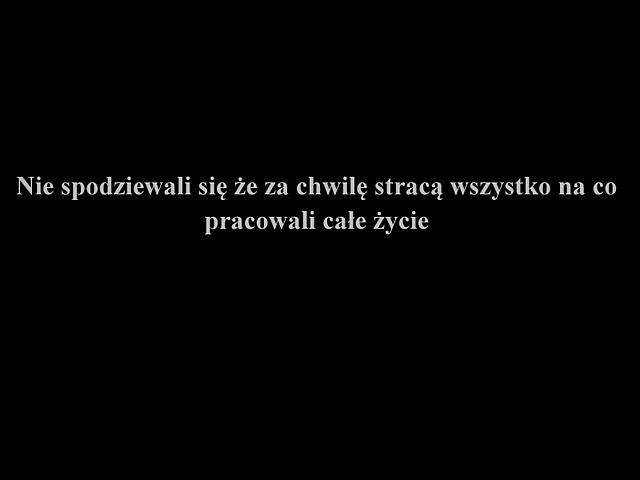 Nie spodziewali się że za chwilę stracą wszystko na co
pracowali całe życie